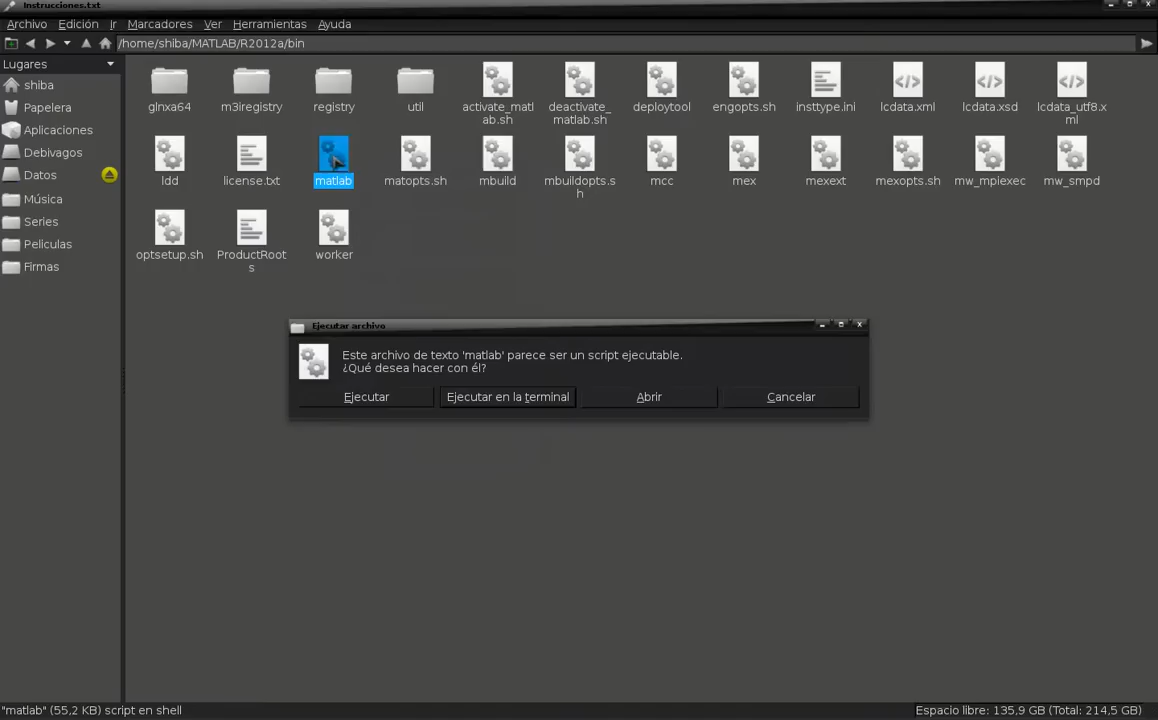 Instrucciones.txt
Archivo Edición Ir Marcadores Ver Herramientas Ayuda
/home/shiba/MATLAB/R2012a/bin
Lugares
shiba
Papelera
Aplicaciones
Debivagos
Datos
Música
Series
Peliculas
Firmas
glnxa64 m3iregistry registry util activate_matl deactivate_ deploytool engopts.sh insttype.ini lcdata.xml lcdata.xsd lcdata_utf8.x
ab.sh matlab.sh ml
ldd license.txt matlab matopts.sh mbuild mbuildopts.s mcc mex mexext mexopts.sh mw_mpiexec mw_smpd
h
optsetup.sh ProductRoot worker
s
Ejecutar archivo
Este archivo de texto 'matlab' parece ser un script ejecutable.
¿Qué desea hacer con él?
Ejecutar Ejecutar en la terminal Abrir Cancelar
"matlab" (55,2 KB) script en shell Espacio libre: 135,9 GB (Total: 214,5 GB)